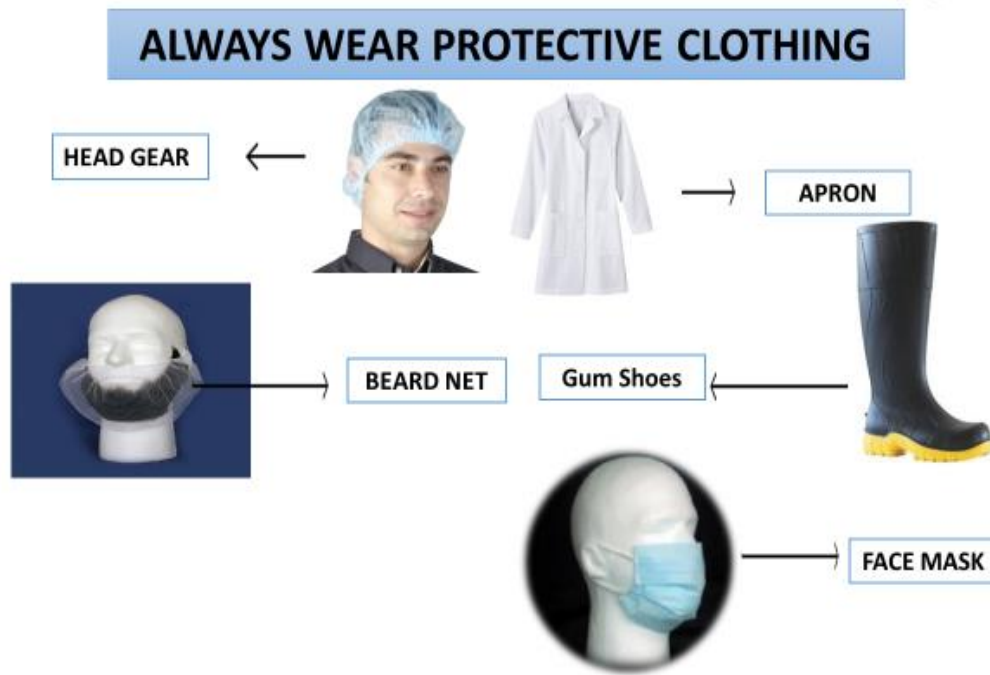 ALWAYS WEAR PROTECTIVE CLOTHING
HEAD GEAR
APRON
BEARD NET
Gum Shoes
FACE MASK